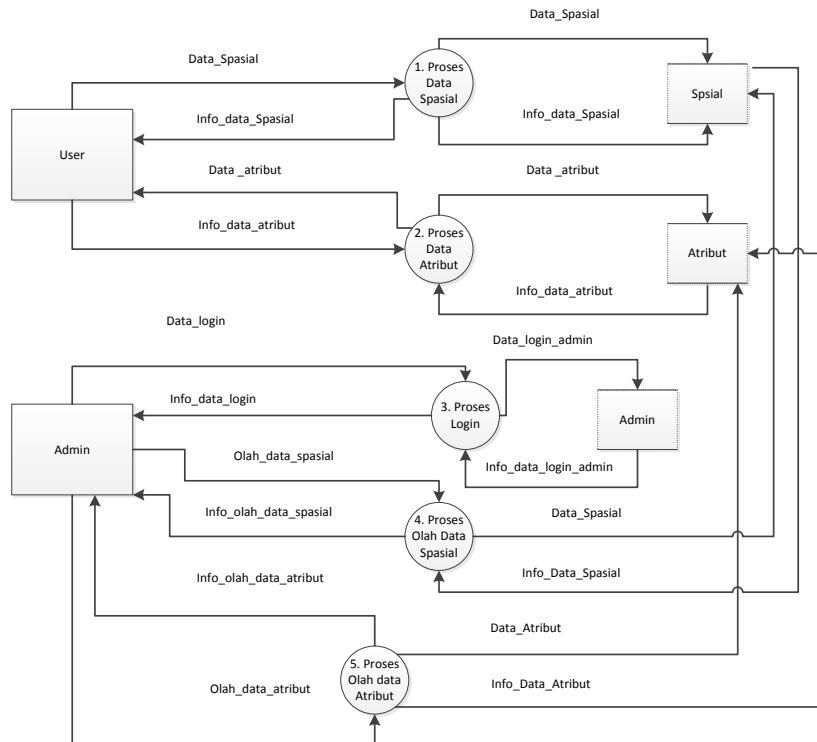 Data_Spasial
Data_Spasial
1. Proses
Data
Spasial
Spsial
Info_data_Spasial
Info_data_Spasial
User
Data _atribut
Data _atribut
Info_data_atribut
2. Proses
Data
Atribut
Atribut
Info_data_atribut
Data_login
Data_login_admin
Info_data_login
3. Proses
Login
Admin
Admin
Olah_data_spasial
Info_data_login_admin
Info_olah_data_spasial
4. Proses
Olah Data
Spasial
Data_Spasial
Info_olah_data_atribut
Info_Data_Spasial
Data_Atribut
5. Proses
Olah data
Atribut
Olah_data_atribut
Info_Data_Atribut